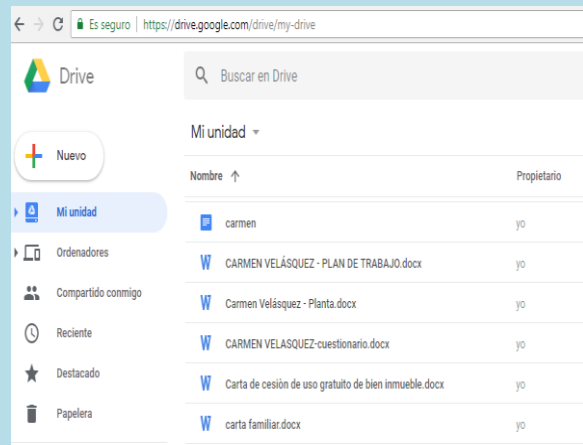 Es seguro | https://drive.google.com/drive/my-drive
Drive
Buscar en Drive
Nuevo
Mi unidad
Nombre
Propietario
Mi unidad
Ordenadores
Compartido conmigo
Reciente
Destacado
Papelera
carmen yo
CARMEN VELÁSQUEZ - PLAN DE TRABAJO.docx yo
Carmen Velásquez - Planta.docx yo
CARMEN VELASQUEZ-cuestionario.docx yo
Carta de cesiòn de uso gratuito de bien inmueble.docx yo
carta familiar.docx yo